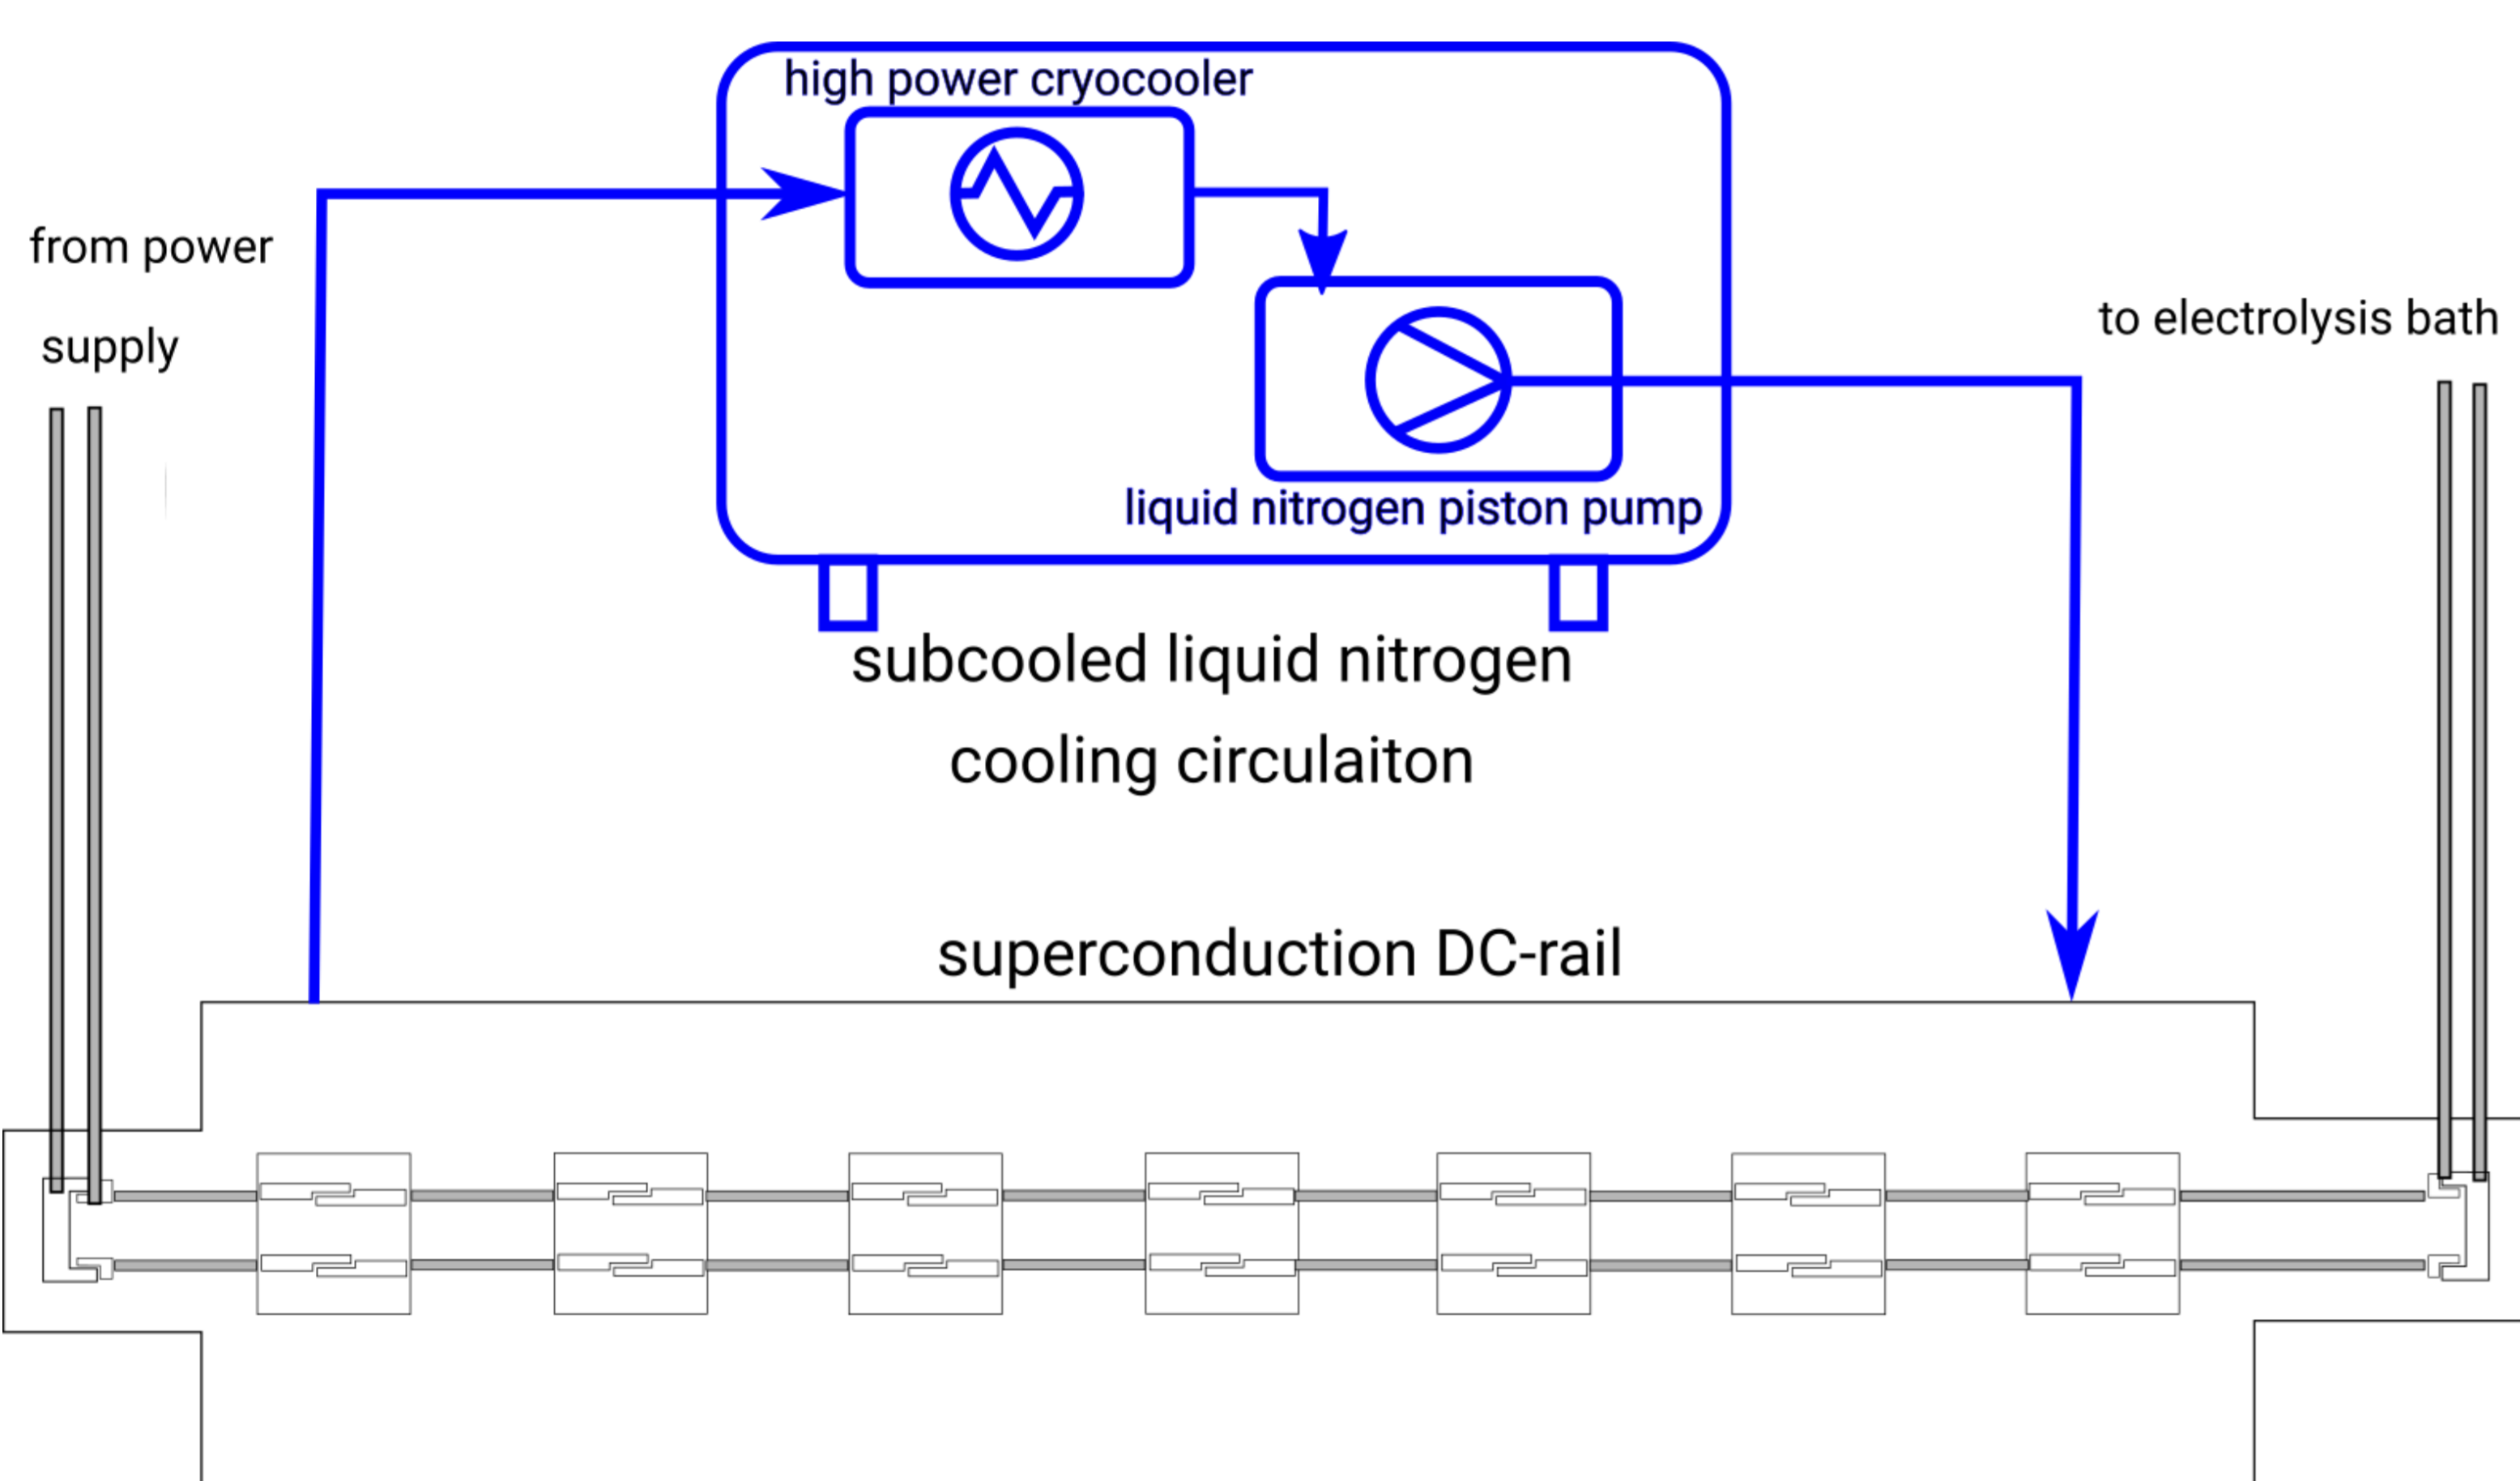 high power cryocooler
from power
supply
to electrolysis bath
liquid nitrogen piston pump
subcooled liquid nitrogen
cooling circulaiton
superconduction DC-rail